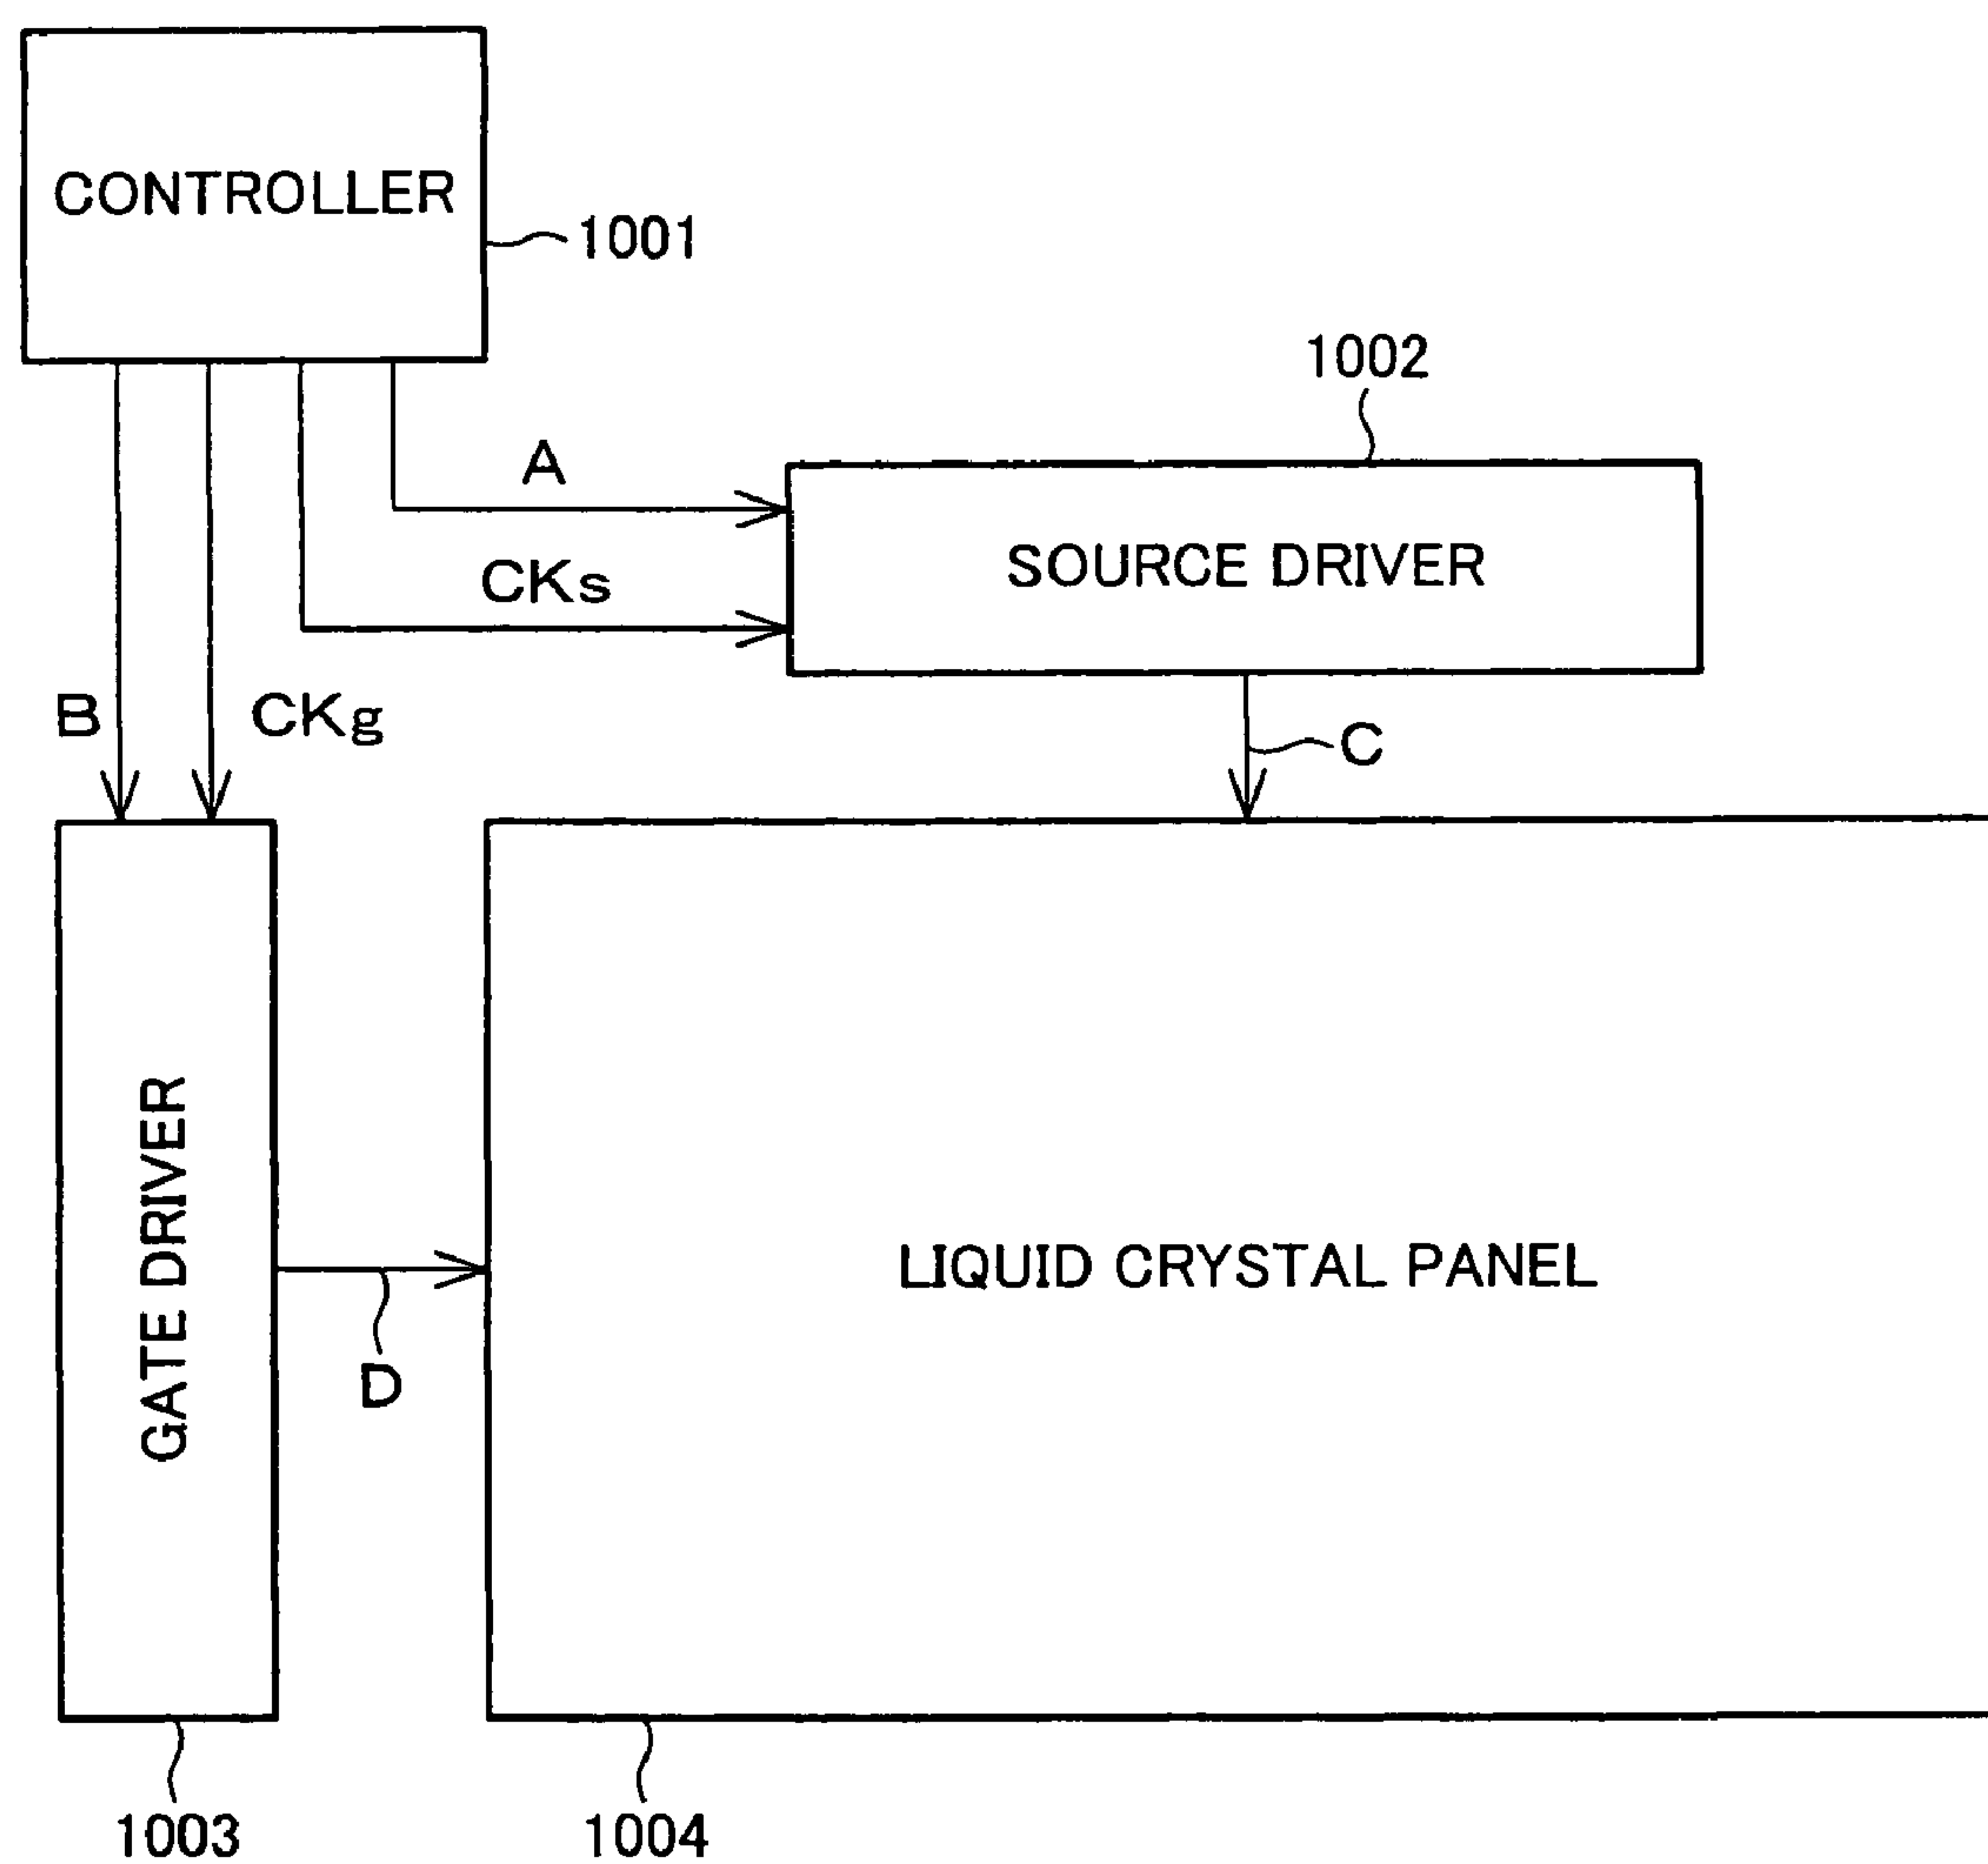 CONTROLLER
1001
1002
A
SOURCE DRIVER
CKs
B
CKg
C
GATE DRIVER
LIQUID CRYSTAL PANEL
D
1003
1004